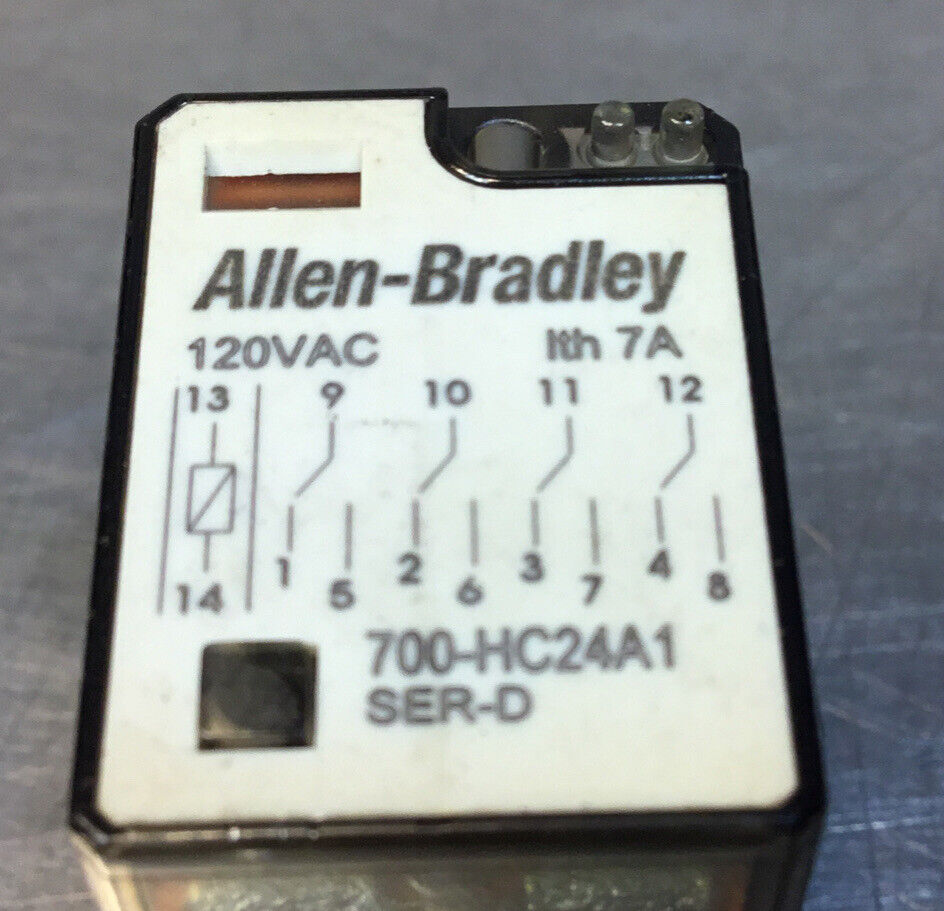 Allen-Bradley
120VAC Ith 7A
13 9 10 11 12
14 1 5 2 6 3 7 4 8
700-HC24A1
SER-D